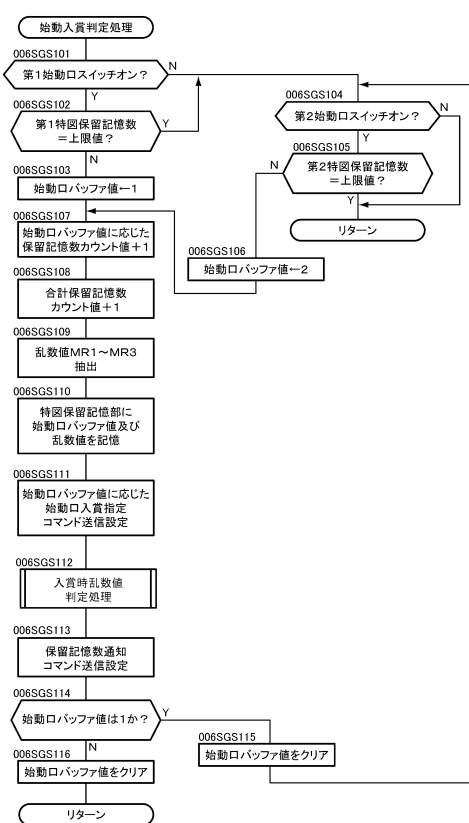 始動入賞判定処理
006SGS101
第1始動口スイッチオン？
N
Y
006SGS102
第1特図保留記憶数
＝上限値？
Y
N
006SGS103
始動口バッファ値←1
006SGS107
始動口バッファ値に応じた
保留記憶数カウント値＋1
006SGS108
合計保留記憶数
カウント値＋1
006SGS109
乱数値MR1～MR3
抽出
006SGS110
特図保留記憶部に
始動口バッファ値及び
乱数値を記憶
006SGS111
始動口バッファ値に応じた
始動口入賞指定
コマンド送信設定
006SGS112
入賞時乱数値
判定処理
006SGS113
保留記憶数通知
コマンド送信設定
006SGS114
始動口バッファ値は1か？
Y
N
006SGS116
始動口バッファ値をクリア
リターン
006SGS104
第2始動口スイッチオン？
N
Y
006SGS105
第2特図保留記憶数
＝上限値？
N
Y
リターン
006SGS106
始動口バッファ値←2
006SGS115
始動口バッファ値をクリア